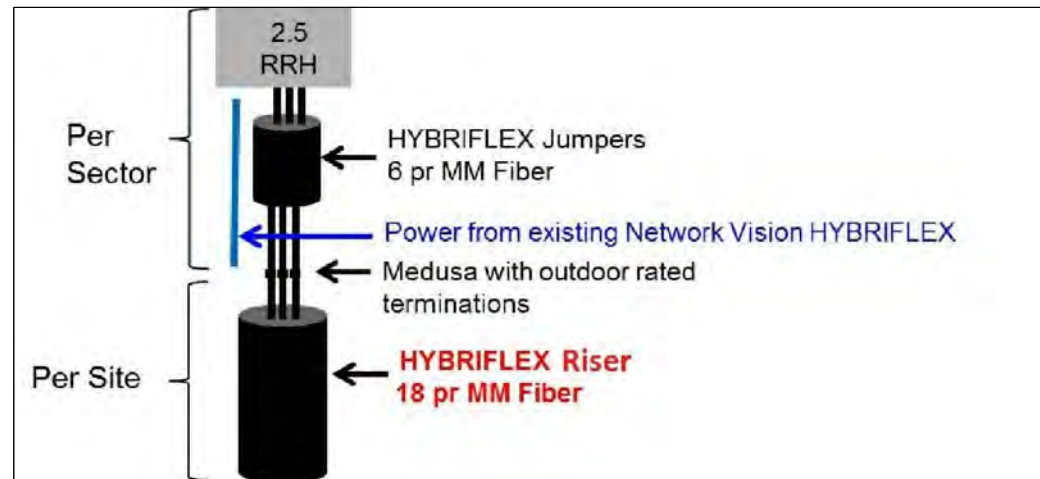 2.5
RRH
Per
Sector
HYBRIFLEX Jumpers
6 pr MM Fiber
Power from existing Network Vision HYBRIFLEX
Medusa with outdoor rated
terminations
Per Site
HYBRIFLEX Riser
18 pr MM Fiber